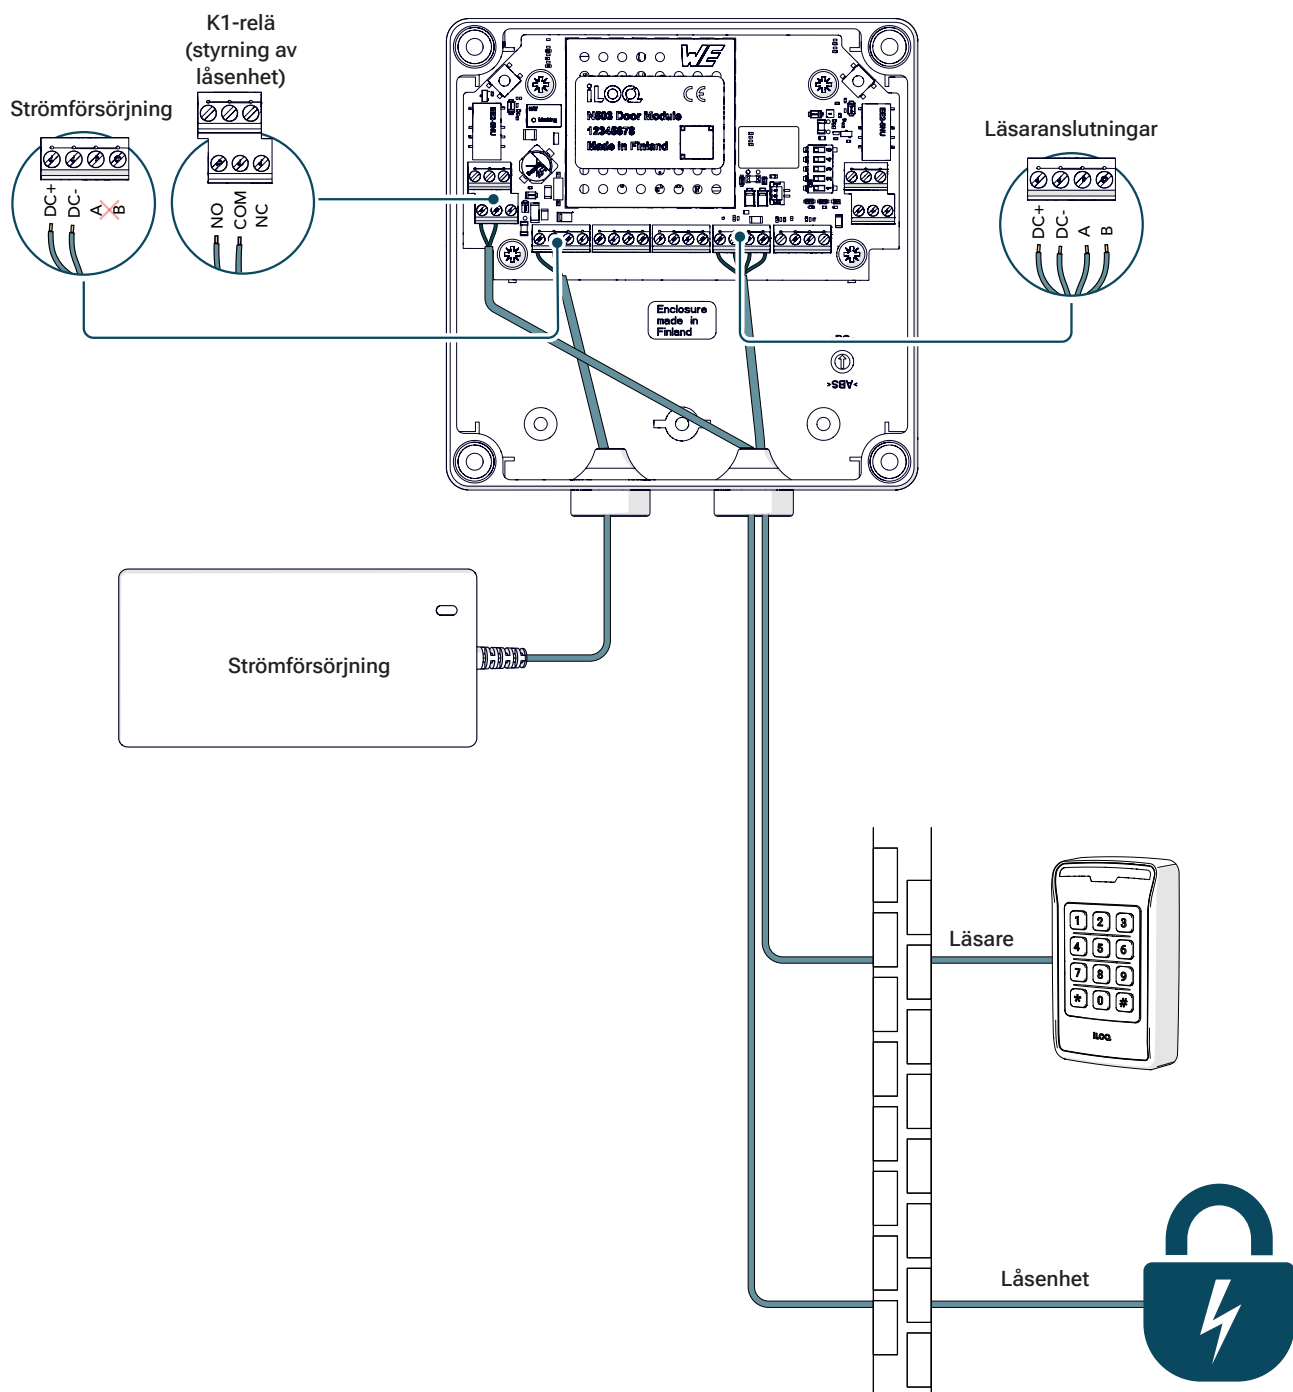 K1-relä
(styrning av
låsenhet)
Strömförsörjning
DC+
DC-
A
B
NO
COM
NC
WE
iLOQ
CE
N503 Door Module
12345678
Made in Finland
Läsaranslutningar
DC+
DC-
A
B
Enclosure
made in
Finland
>ABS<
Strömförsörjning
Läsare
1 2 3
4 5 6
7 8 9
* 0 #
iLOQ
Låsenhet